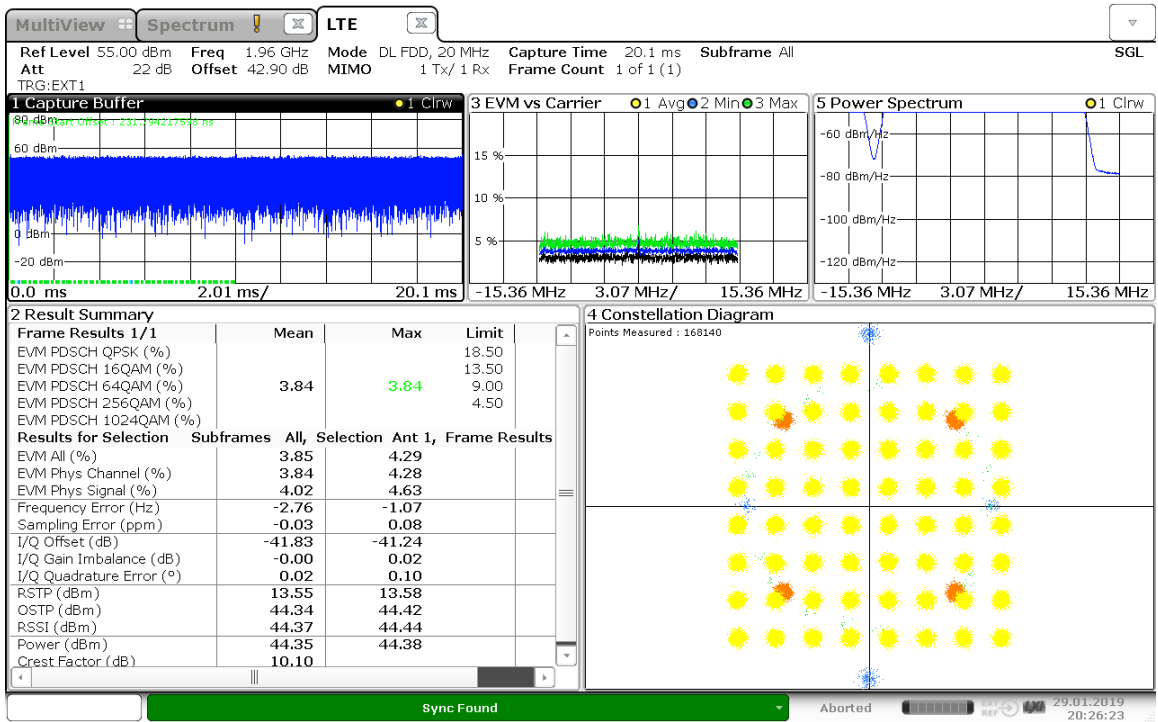 MultiView Spectrum ! LTE
Ref Level 55.00 dBm Freq 1.96 GHz Mode DL FDD, 20 MHz Capture Time 20.1 ms Subframe All SGL
Att 22 dB Offset 42.90 dB MIMO 1 Tx/ 1 Rx Frame Count 1 of 1 (1)
TRG:EXT1
1 Capture Buffer 1 Clrw
80 dBm
Frame Start Offset : 231.294217598 ns
60 dBm
0 dBm
-20 dBm
0.0 ms 2.01 ms/ 20.1 ms
3 EVM vs Carrier 1 Avg 2 Min 3 Max
15 %
10 %
5 %
-15.36 MHz 3.07 MHz/ 15.36 MHz
5 Power Spectrum 1 Clrw
-60 dBm/Hz
-80 dBm/Hz
-100 dBm/Hz
-120 dBm/Hz
-15.36 MHz 3.07 MHz/ 15.36 MHz
2 Result Summary
Frame Results 1/1 Mean Max Limit
EVM PDSCH QPSK (%) 18.50
EVM PDSCH 16QAM (%) 13.50
EVM PDSCH 64QAM (%) 3.84 3.84 9.00
EVM PDSCH 256QAM (%) 4.50
EVM PDSCH 1024QAM (%)
Results for Selection Subframes All, Selection Ant 1, Frame Results
EVM All (%) 3.85 4.29
EVM Phys Channel (%) 3.84 4.28
EVM Phys Signal (%) 4.02 4.63
Frequency Error (Hz) -2.76 -1.07
Sampling Error (ppm) -0.03 0.08
I/Q Offset (dB) -41.83 -41.24
I/Q Gain Imbalance (dB) -0.00 0.02
I/Q Quadrature Error (°) 0.02 0.10
RSTP (dBm) 13.55 13.58
OSTP (dBm) 44.34 44.42
RSSI (dBm) 44.37 44.44
Power (dBm) 44.35 44.38
Crest Factor (dB) 10.10
4 Constellation Diagram
Points Measured : 168140
Sync Found
Aborted
EXT
REF
LXI
29.01.2019
20:26:23